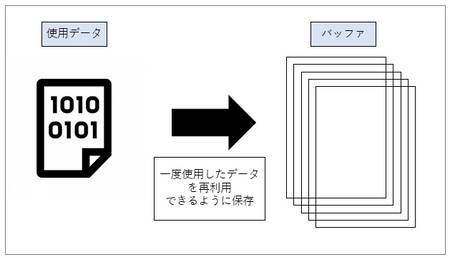 使用データ
バッファ
1010
0101
一度使用したデータ
を再利用
できるように保存